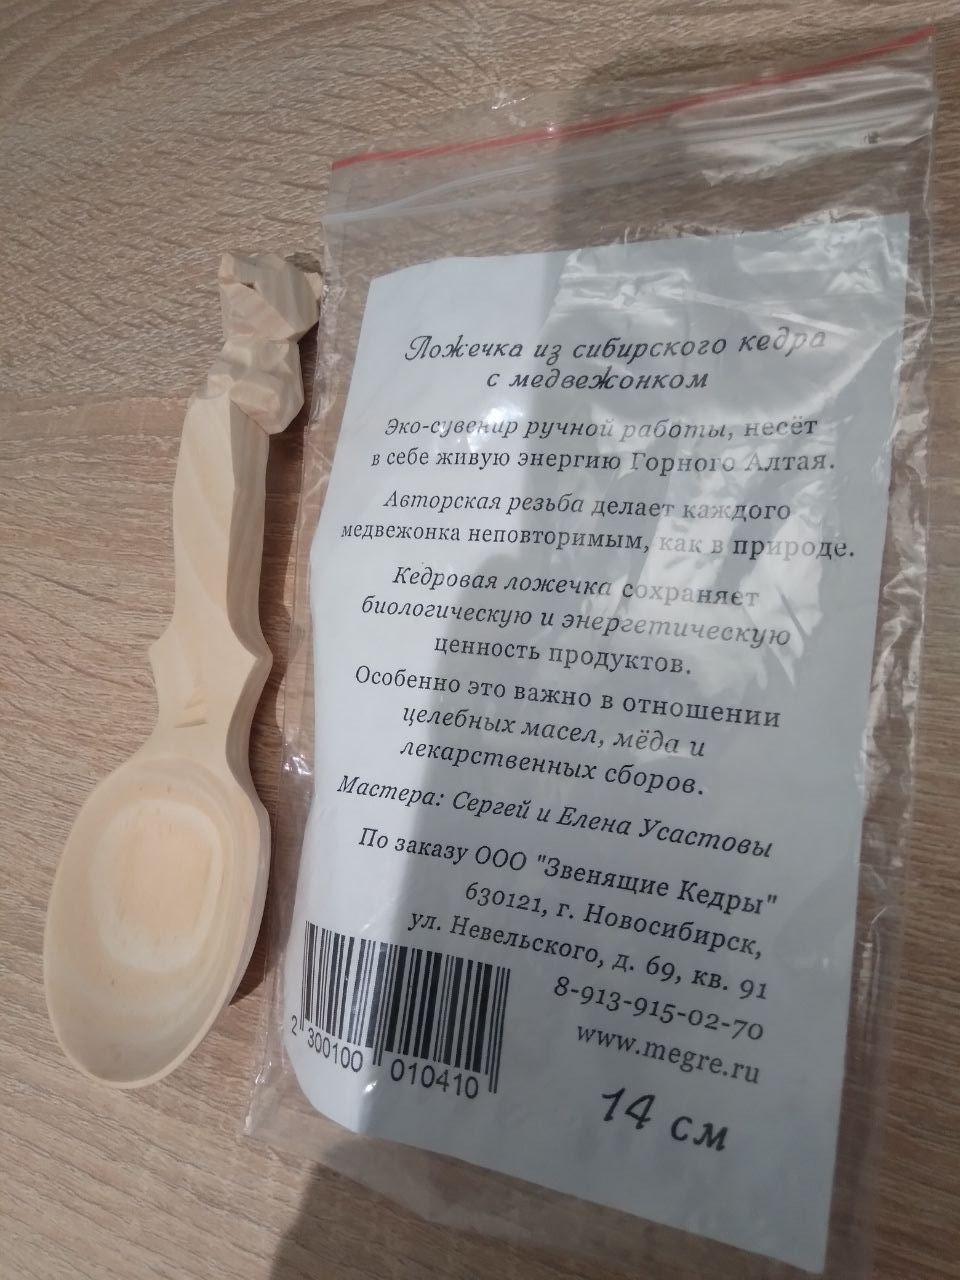 Ложечка из сибирского кедра
с медвежонком
Эко-сувенир ручной работы, несёт
в себе живую энергию Горного Алтая.
Авторская резьба делает каждого
медвежонка неповторимым, как в природе.
Кедровая ложечка сохраняет
биологическую и энергетическую
ценность продуктов.
Особенно это важно в отношении
целебных масел, мёда и
лекарственных сборов.
Мастера: Сергей и Елена Усастовы
По заказу ООО "Звенящие Кедры"
630121, г. Новосибирск,
ул. Невельского, д. 69, кв. 91
8-913-915-02-70
www.megre.ru
2 300100 010410
14 см